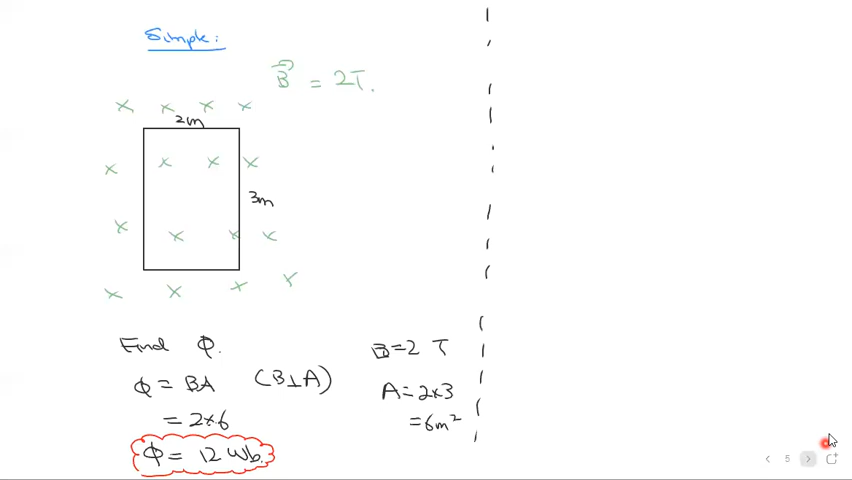 Simple:
B = 2T.
2m
3m
Find Φ.
Φ = BA (B⊥A)
= 2×6
Φ = 12 Wb.
B=2 T
A=2×3
=6m²
5